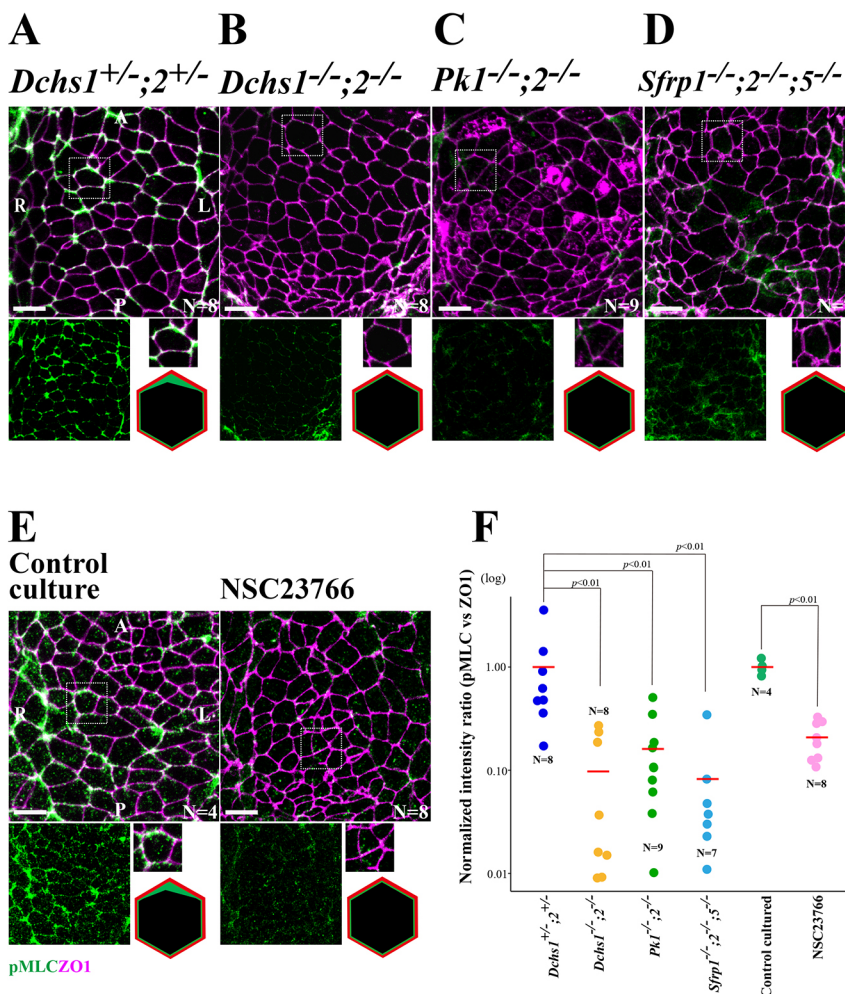 A
B
C
D
Dchs1+/-;2+/-
Dchs1-/-;2-/-
Pk1-/-;2-/-
Sfrp1-/-;2-/-;5-/-
A
R
L
P
N=8
N=8
N=9
N=
E
Control
culture
NSC23766
A
R
L
P
N=4
N=8
pMLCZO1
F
(log)
p<0.01
p<0.01
p<0.01
p<0.01
Normalized intensity ratio (pMLC vs ZO1)
1.00
0.10
0.01
N=8
N=8
N=9
N=7
N=4
N=8
Dchs1+/-;2+/-
Dchs1-/-;2-/-
Pk1-/-;2-/-
Sfrp1-/-;2-/-;5-/-
Control cultured
NSC23766